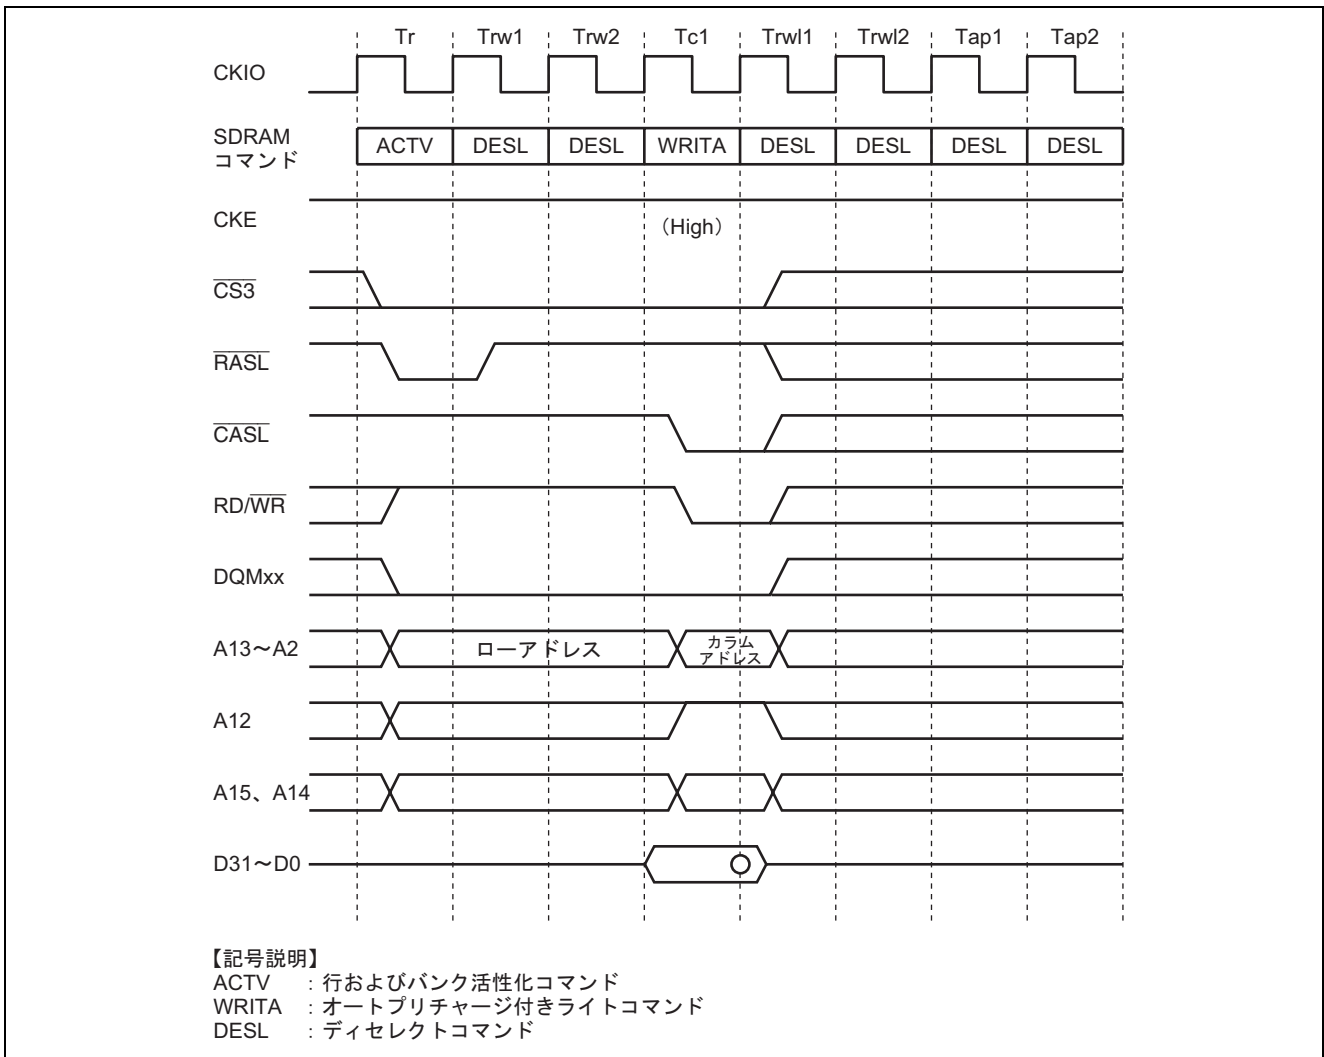 Tr Trw1 Trw2 Tc1 Trwl1 Trwl2 Tap1 Tap2
CKIO
SDRAM
コマンド
ACTV DESL DESL WRITA DESL DESL DESL DESL
CKE
（High）
CS3
RASL
CASL
RD/WR
DQMxx
A13～A2
ローアドレス
カラム
アドレス
A12
A15、A14
D31～D0
【記号説明】
ACTV : 行およびバンク活性化コマンド
WRITA : オートプリチャージ付きライトコマンド
DESL : ディセレクトコマンド